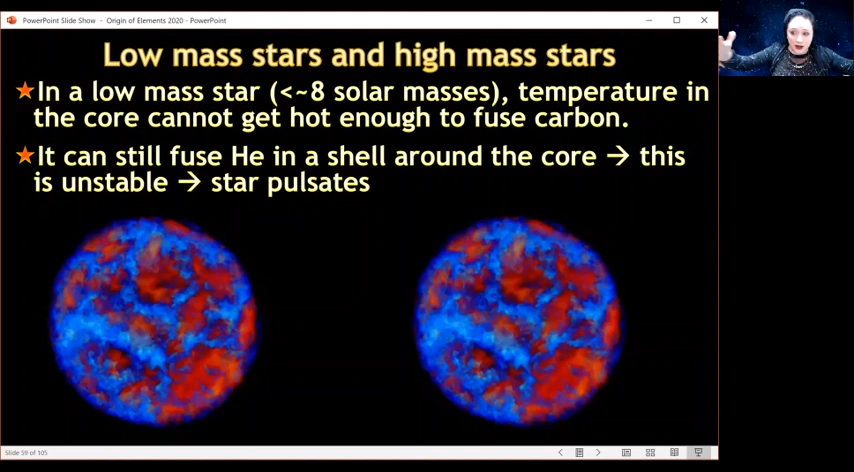 PowerPoint Slide Show - Origin of Elements 2020 - PowerPoint
Low mass stars and high mass stars
In a low mass star (<~8 solar masses), temperature in
the core cannot get hot enough to fuse carbon.
It can still fuse He in a shell around the core → this
is unstable → star pulsates
Slide 59 of 105